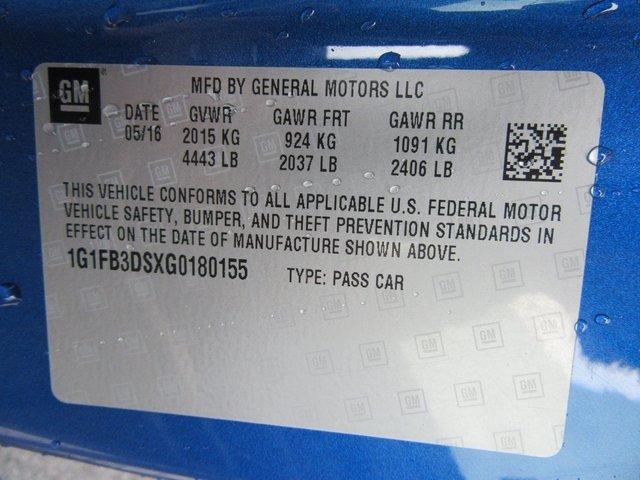 GM
MFD BY GENERAL MOTORS LLC
DATE GVWR GAWR FRT GAWR RR
05/16 2015 KG 924 KG 1091 KG
4443 LB 2037 LB 2406 LB
THIS VEHICLE CONFORMS TO ALL APPLICABLE U.S. FEDERAL MOTOR
VEHICLE SAFETY, BUMPER, AND THEFT PREVENTION STANDARDS IN
EFFECT ON THE DATE OF MANUFACTURE SHOWN ABOVE.
1G1FB3DSXG0180155 TYPE: PASS CAR